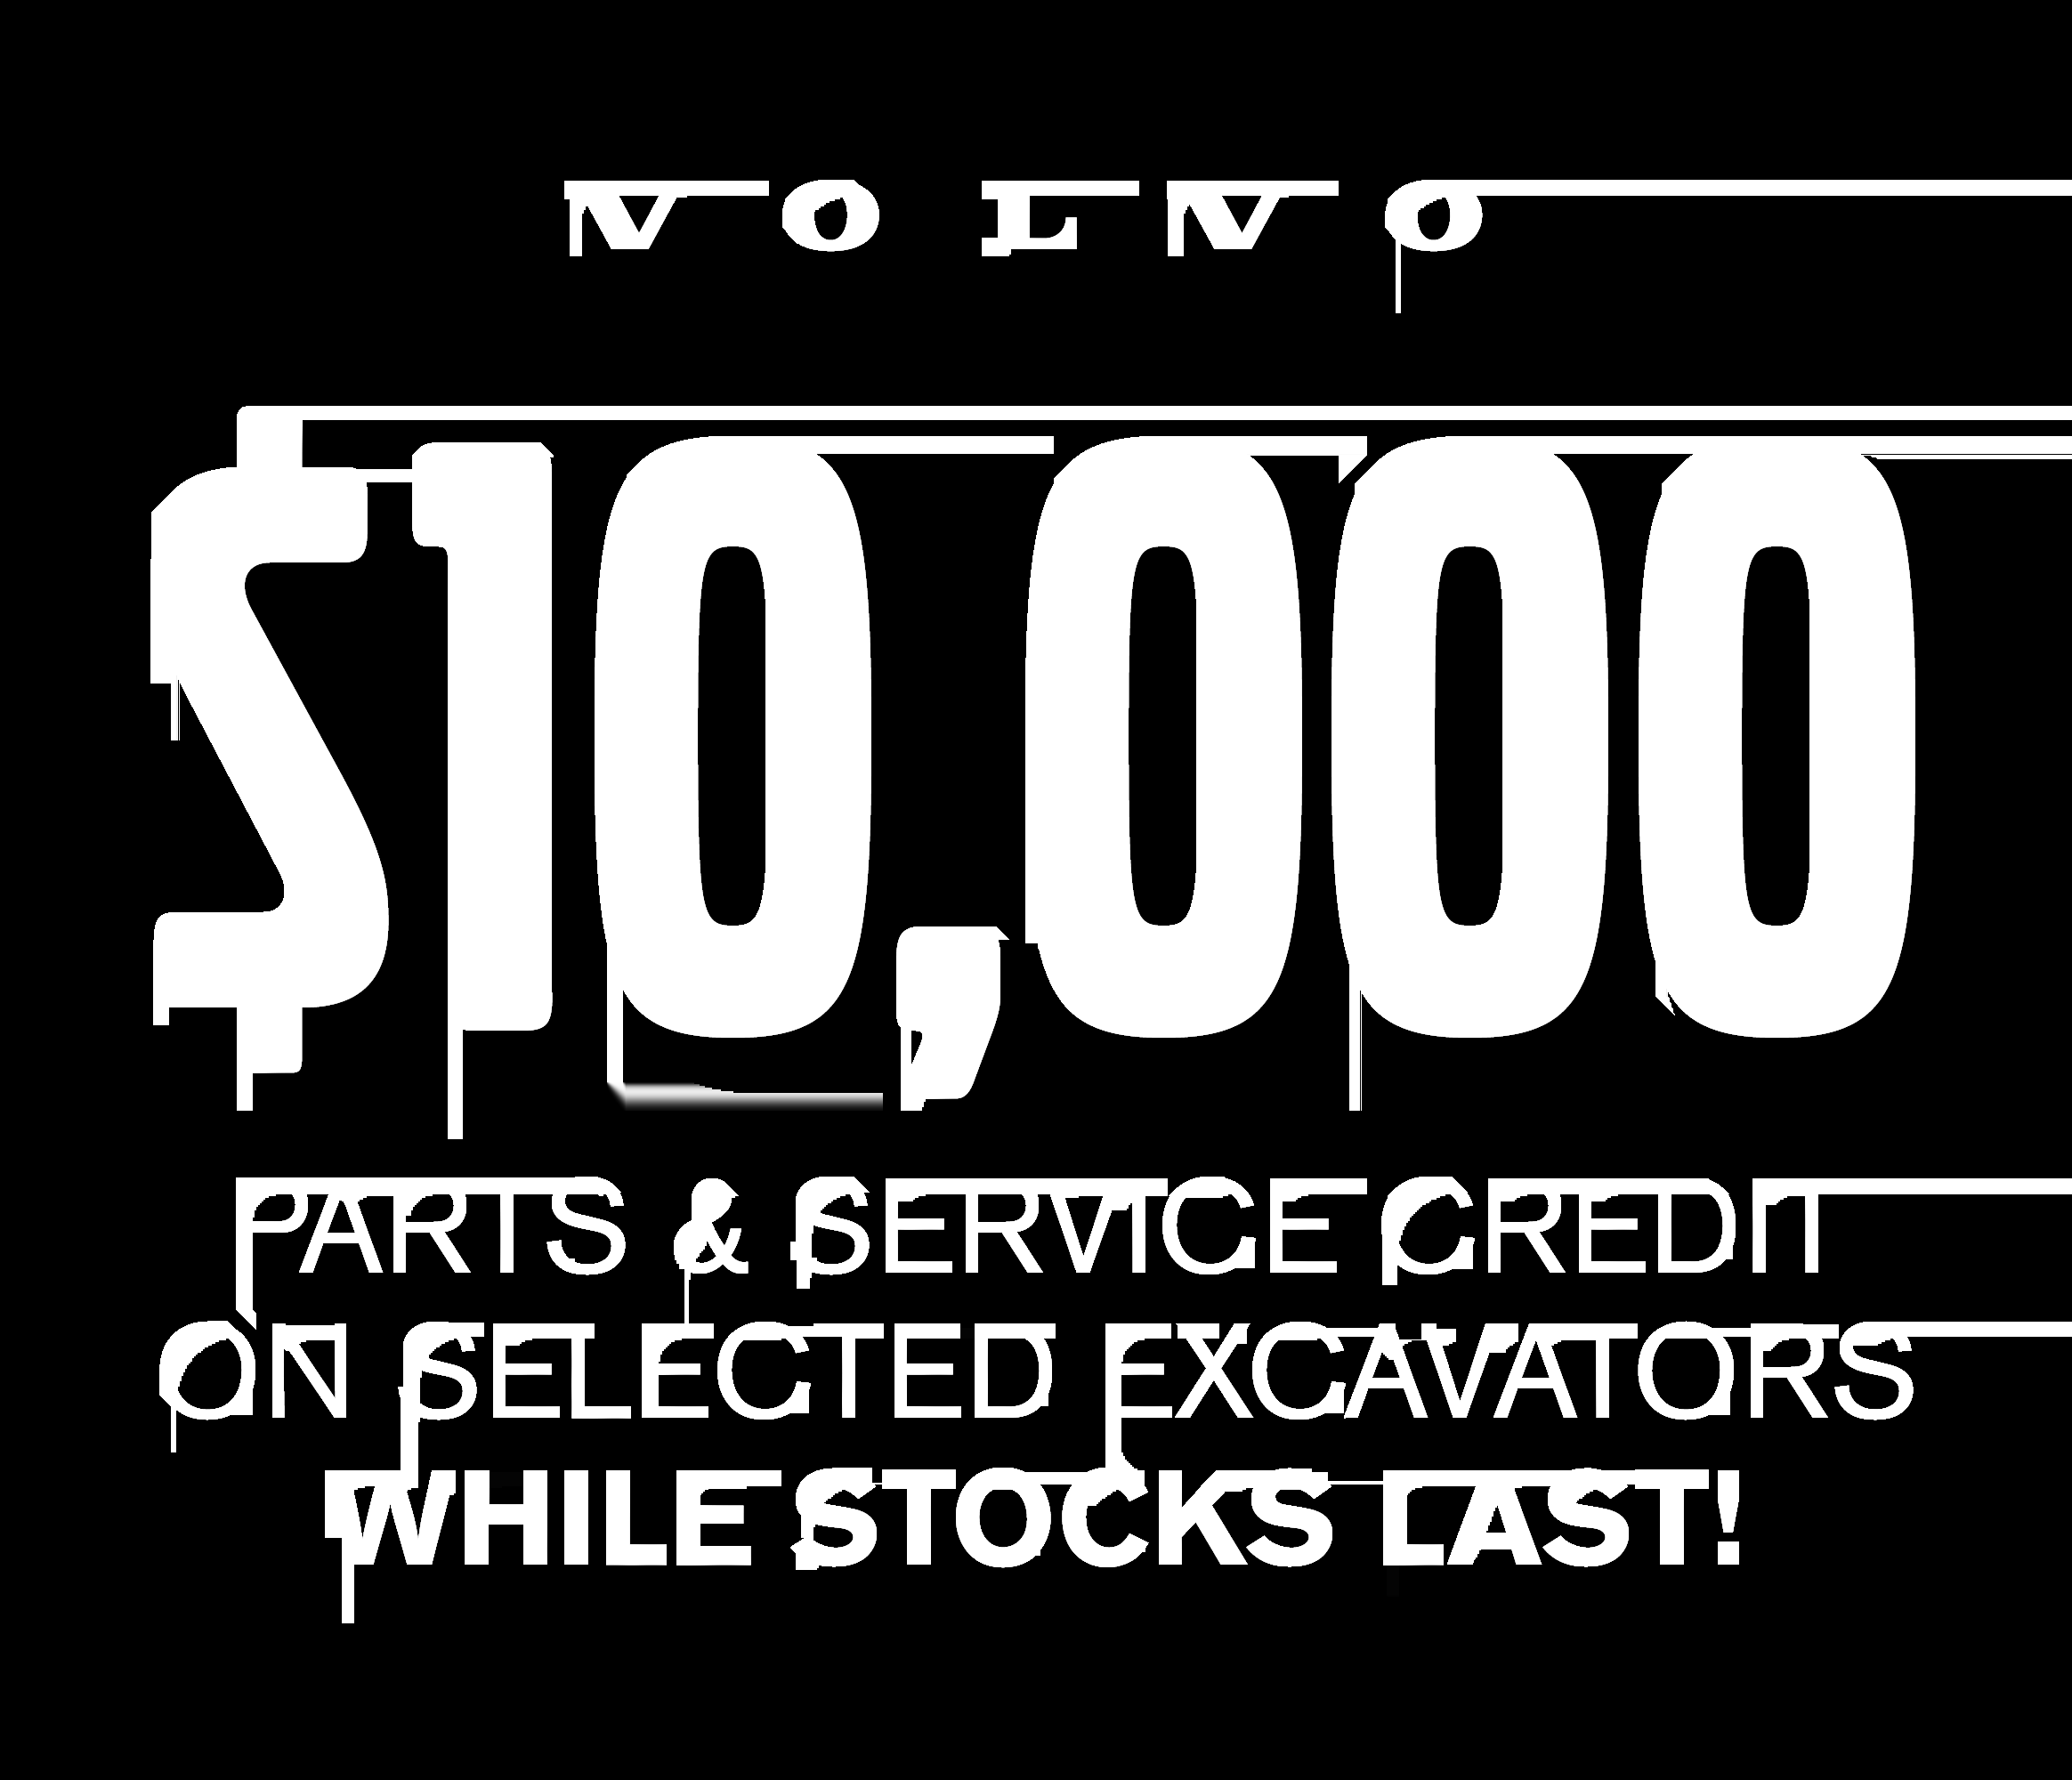 VOLVO
$10,000
PARTS & SERVICE CREDIT
ON SELECTED EXCAVATORS
WHILE STOCKS LAST!